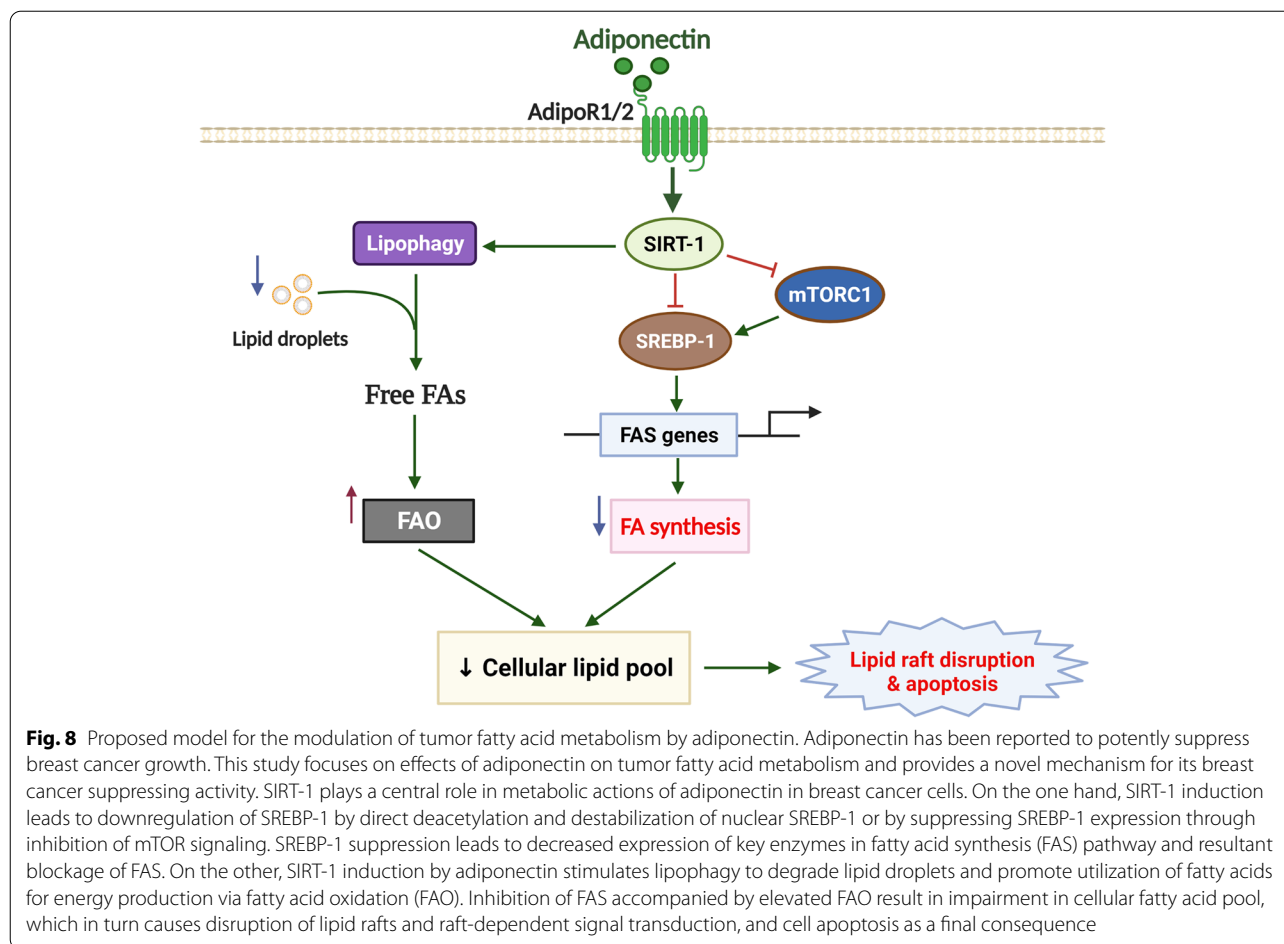 Adiponectin
AdipoR1/2
Lipophagy
SIRT-1
mTORC1
Lipid droplets
SREBP-1
Free FAs
FAS genes
FAO
FA synthesis
↓ Cellular lipid pool
Lipid raft disruption
& apoptosis
Fig. 8 Proposed model for the modulation of tumor fatty acid metabolism by adiponectin. Adiponectin has been reported to potently suppress
breast cancer growth. This study focuses on effects of adiponectin on tumor fatty acid metabolism and provides a novel mechanism for its breast
cancer suppressing activity. SIRT-1 plays a central role in metabolic actions of adiponectin in breast cancer cells. On the one hand, SIRT-1 induction
leads to downregulation of SREBP-1 by direct deacetylation and destabilization of nuclear SREBP-1 or by suppressing SREBP-1 expression through
inhibition of mTOR signaling. SREBP-1 suppression leads to decreased expression of key enzymes in fatty acid synthesis (FAS) pathway and resultant
blockage of FAS. On the other, SIRT-1 induction by adiponectin stimulates lipophagy to degrade lipid droplets and promote utilization of fatty acids
for energy production via fatty acid oxidation (FAO). Inhibition of FAS accompanied by elevated FAO result in impairment in cellular fatty acid pool,
which in turn causes disruption of lipid rafts and raft-dependent signal transduction, and cell apoptosis as a final consequence